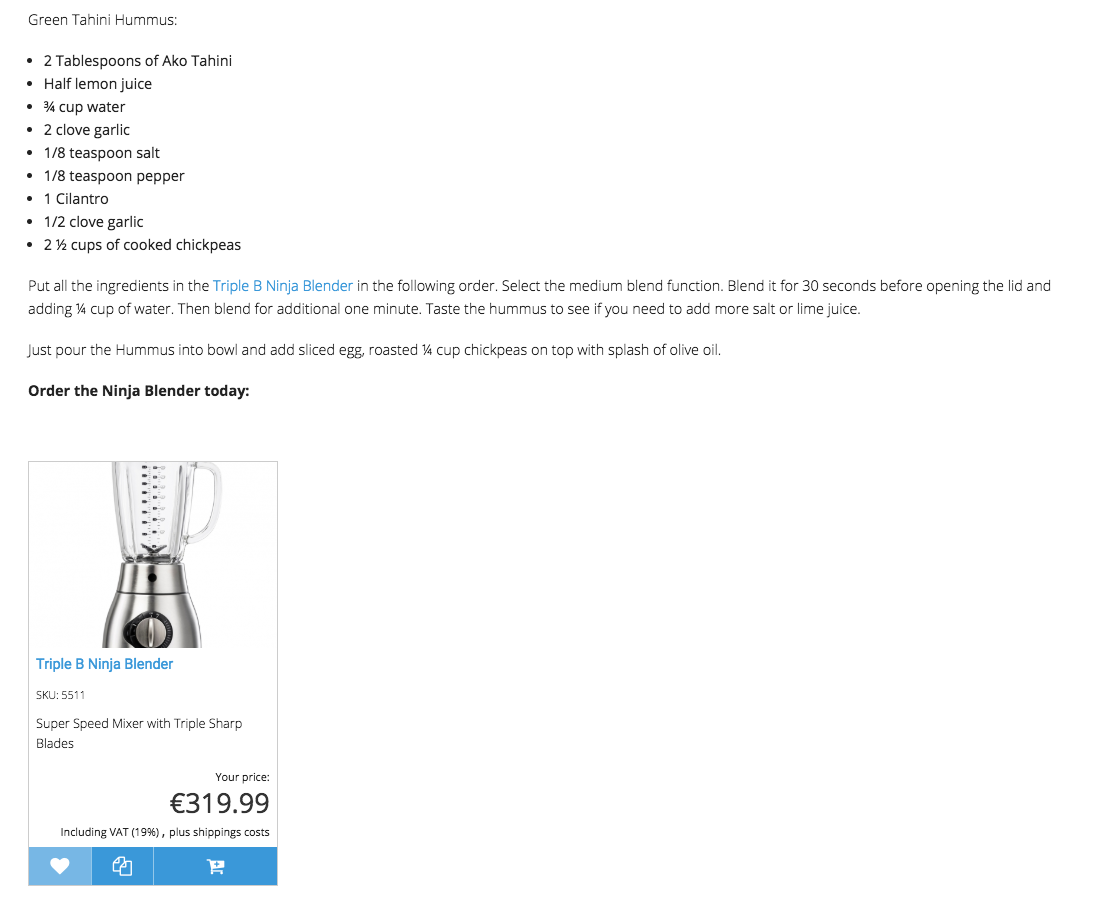 Green Tahini Hummus:
• 2 Tablespoons of Ako Tahini
• Half lemon juice
• ¾ cup water
• 2 clove garlic
• 1/8 teaspoon salt
• 1/8 teaspoon pepper
• 1 Cilantro
• 1/2 clove garlic
• 2 ½ cups of cooked chickpeas
Put all the ingredients in the Triple B Ninja Blender in the following order. Select the medium blend function. Blend it for 30 seconds before opening the lid and
adding ¼ cup of water. Then blend for additional one minute. Taste the hummus to see if you need to add more salt or lime juice.
Just pour the Hummus into bowl and add sliced egg, roasted ¼ cup chickpeas on top with splash of olive oil.
Order the Ninja Blender today:
Triple B Ninja Blender
SKU: 5511
Super Speed Mixer with Triple Sharp
Blades
Your price:
€319.99
Including VAT (19%) , plus shippings costs